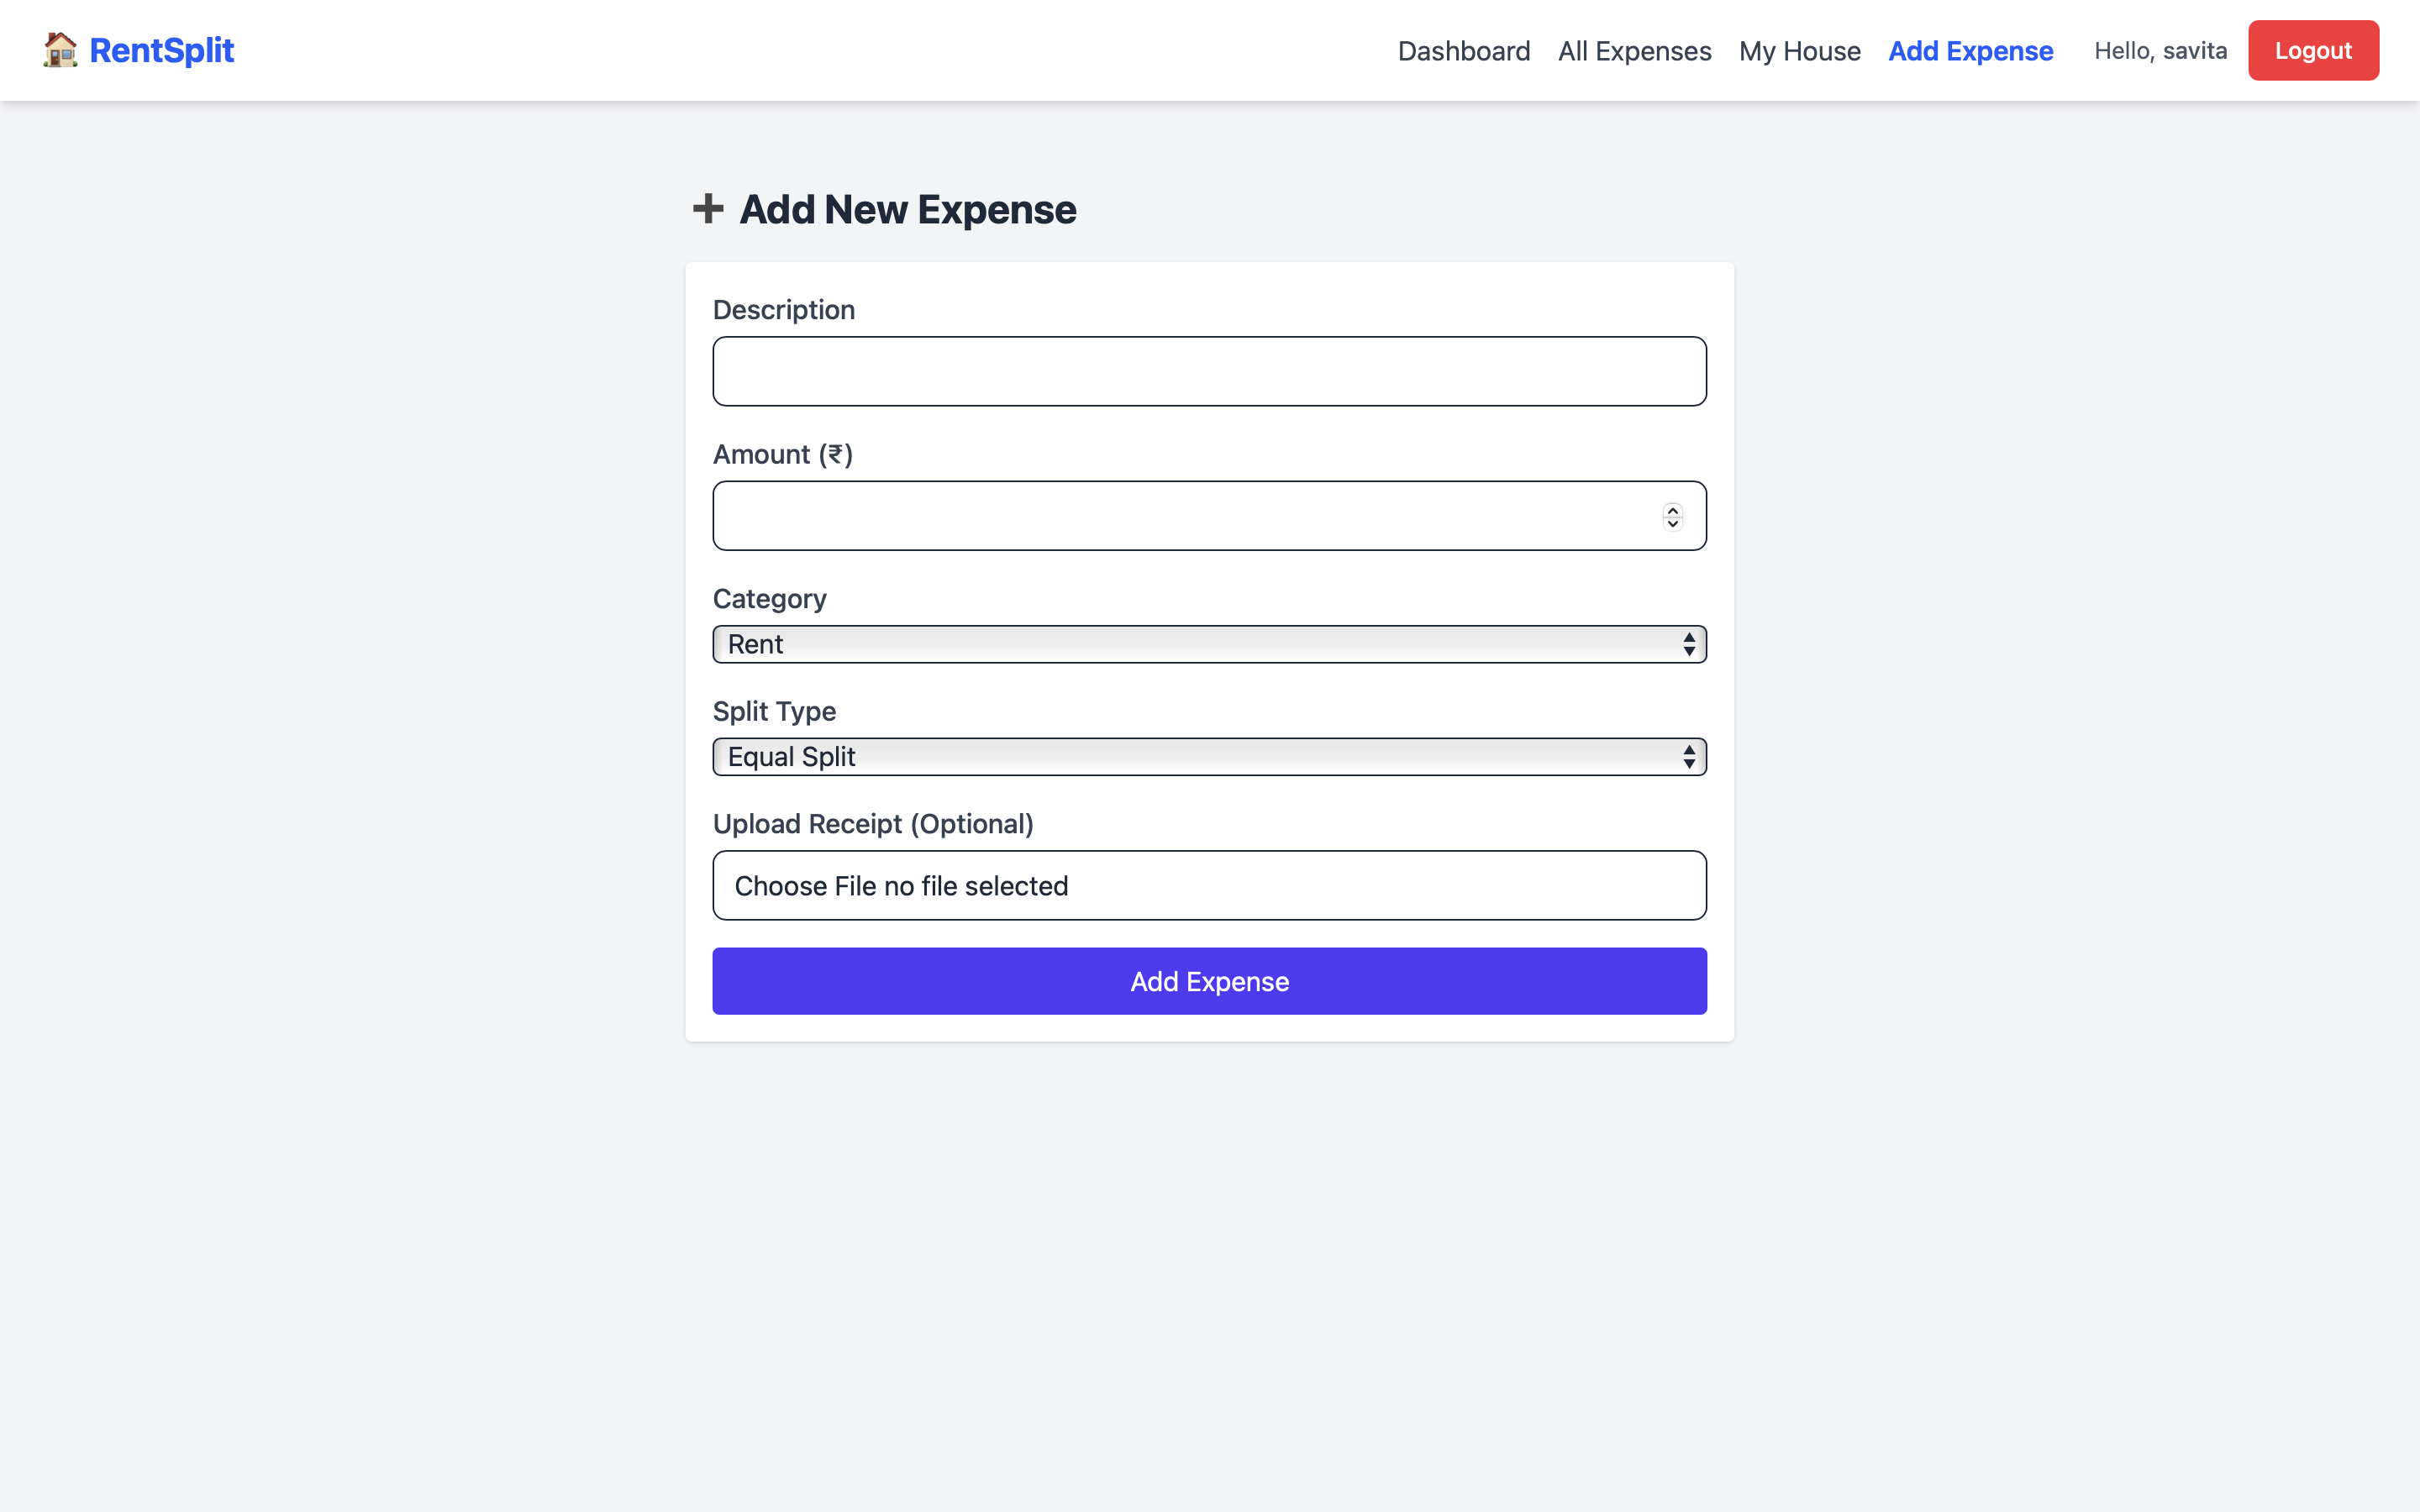 RentSplit
Dashboard All Expenses My House Add Expense Hello, savita Logout
Add New Expense
Description
Amount (₹)
Category
Rent
Split Type
Equal Split
Upload Receipt (Optional)
Choose File no file selected
Add Expense